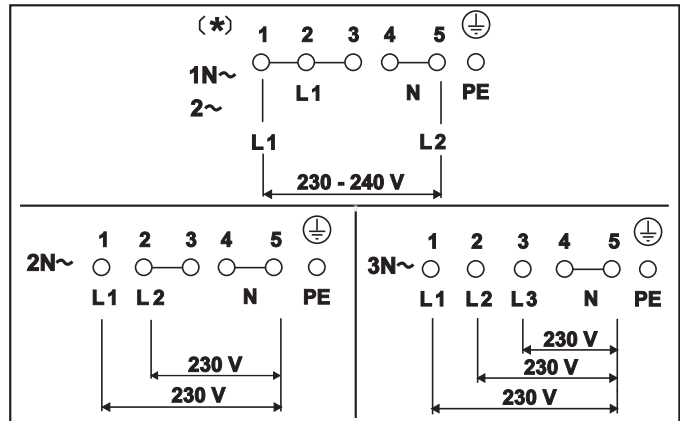 (*) 1 2 3 4 5
1N~
L1 N PE
2~
L1 L2
230 - 240 V
1 2 3 4 5
2N~
L1 L2 N PE
230 V
230 V
1 2 3 4 5
3N~
L1 L2 L3 N PE
230 V
230 V
230 V